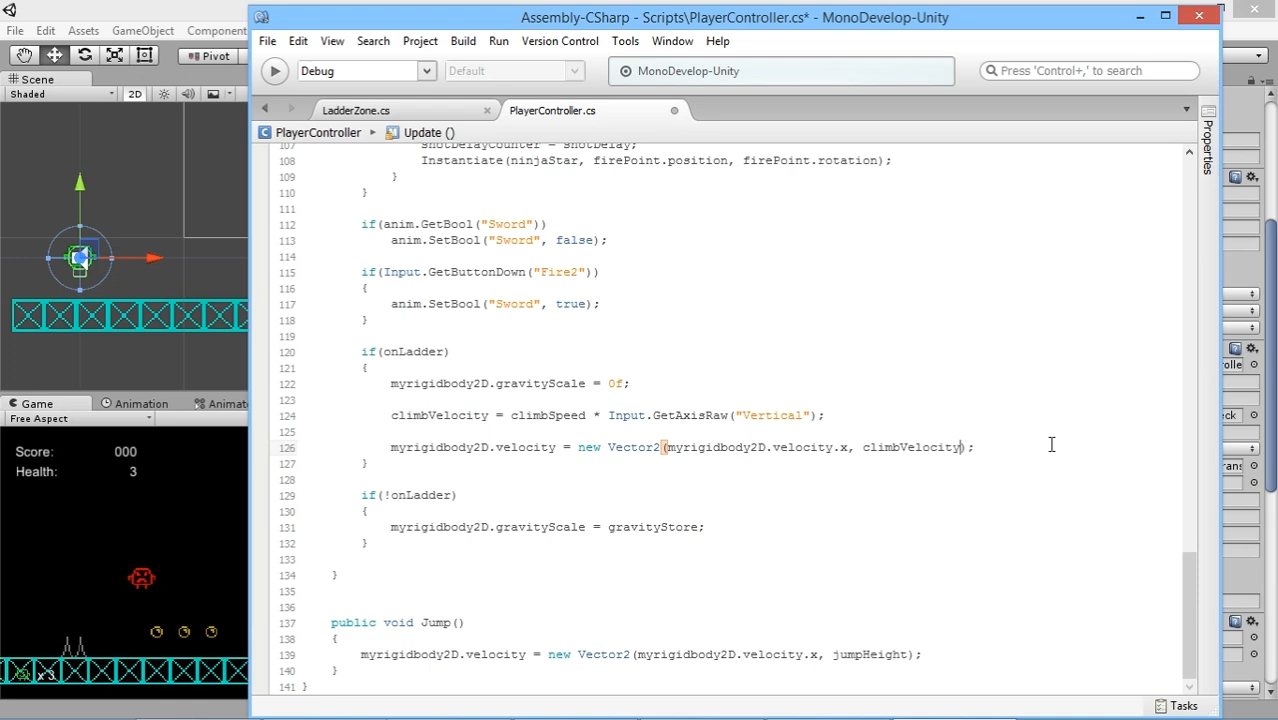 Assembly-CSharp - Scripts\PlayerController.cs* - MonoDevelop-Unity
File Edit Assets GameObject Component
File Edit View Search Project Build Run Version Control Tools Window Help
Pivot
Debug
Default
MonoDevelop-Unity
Press 'Control+,' to search
Scene
Shaded
2D
LadderZone.cs
PlayerController.cs
PlayerController
Update ()
Properties
107 shotDelayCounter = shotDelay;
108 Instantiate(ninjaStar, firePoint.position, firePoint.rotation);
109 }
110 }
111
112 if(anim.GetBool("Sword"))
113 anim.SetBool("Sword", false);
114
115 if(Input.GetButtonDown("Fire2"))
116 {
117 anim.SetBool("Sword", true);
118 }
119
120 if(onLadder)
121 {
122 myrigidbody2D.gravityScale = 0f;
123
124 climbVelocity = climbSpeed * Input.GetAxisRaw("Vertical");
125
126 myrigidbody2D.velocity = new Vector2(myrigidbody2D.velocity.x, climbVelocity);
127 }
128
129 if(!onLadder)
130 {
131 myrigidbody2D.gravityScale = gravityStore;
132 }
133
134 }
135
136
137 public void Jump()
138 {
139 myrigidbody2D.velocity = new Vector2(myrigidbody2D.velocity.x, jumpHeight);
140 }
141 }
Game Animation Animato
Free Aspect
Score: 000
Health: 3
x 3
Tasks